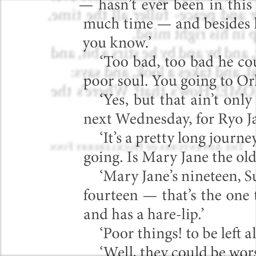 — hasn't ever been in this
much time — and besides h
you know.'
'Too bad, too bad he cou
poor soul. You going to Orl
'Yes, but that ain't only
next Wednesday, for Ryo Ja
'It's a pretty long journey
going. Is Mary Jane the old
'Mary Jane's nineteen, Su
fourteen — that's the one t
and has a hare-lip.'
'Poor things! to be left al
'Well, they could be wors